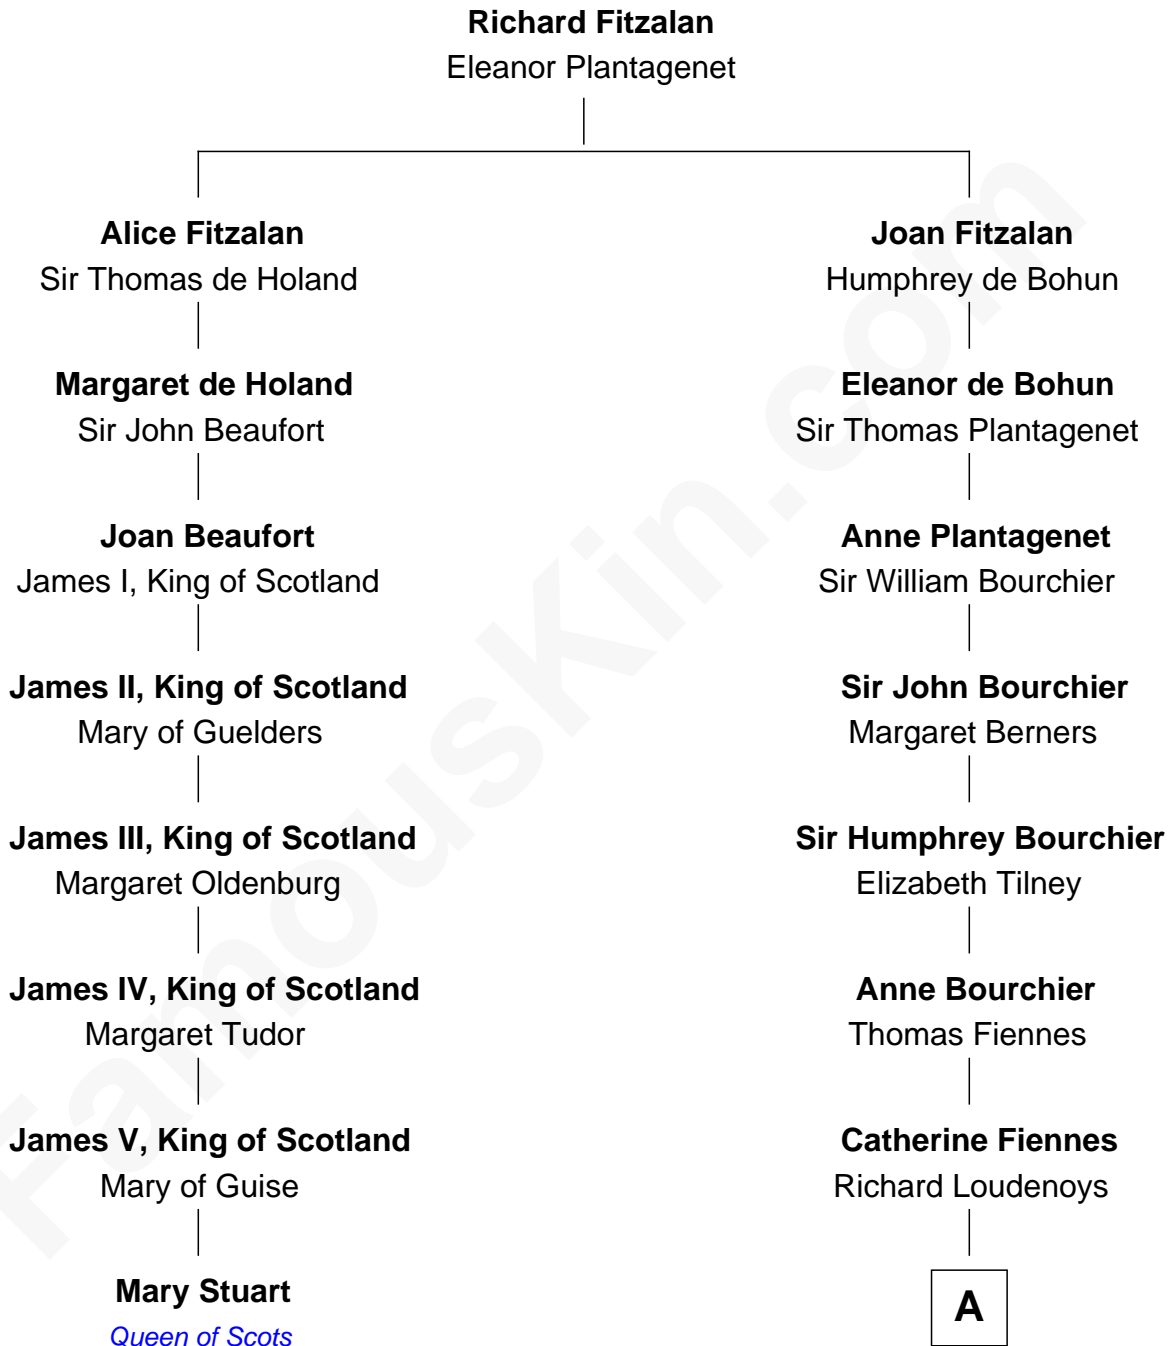 Richard Fitzalan
Eleanor Plantagenet
Alice Fitzalan
Sir Thomas de Holand
Joan Fitzalan
Humphrey de Bohun
Margaret de Holand
Sir John Beaufort
Eleanor de Bohun
Sir Thomas Plantagenet
Joan Beaufort
James I, King of Scotland
Anne Plantagenet
Sir William Bourchier
James II, King of Scotland
Mary of Guelders
Sir John Bourchier
Margaret Berners
James III, King of Scotland
Margaret Oldenburg
Sir Humphrey Bourchier
Elizabeth Tilney
James IV, King of Scotland
Margaret Tudor
Anne Bourchier
Thomas Fiennes
James V, King of Scotland
Mary of Guise
Catherine Fiennes
Richard Loudenoys
Mary Stuart
Queen of Scots
A
FamousKin.com